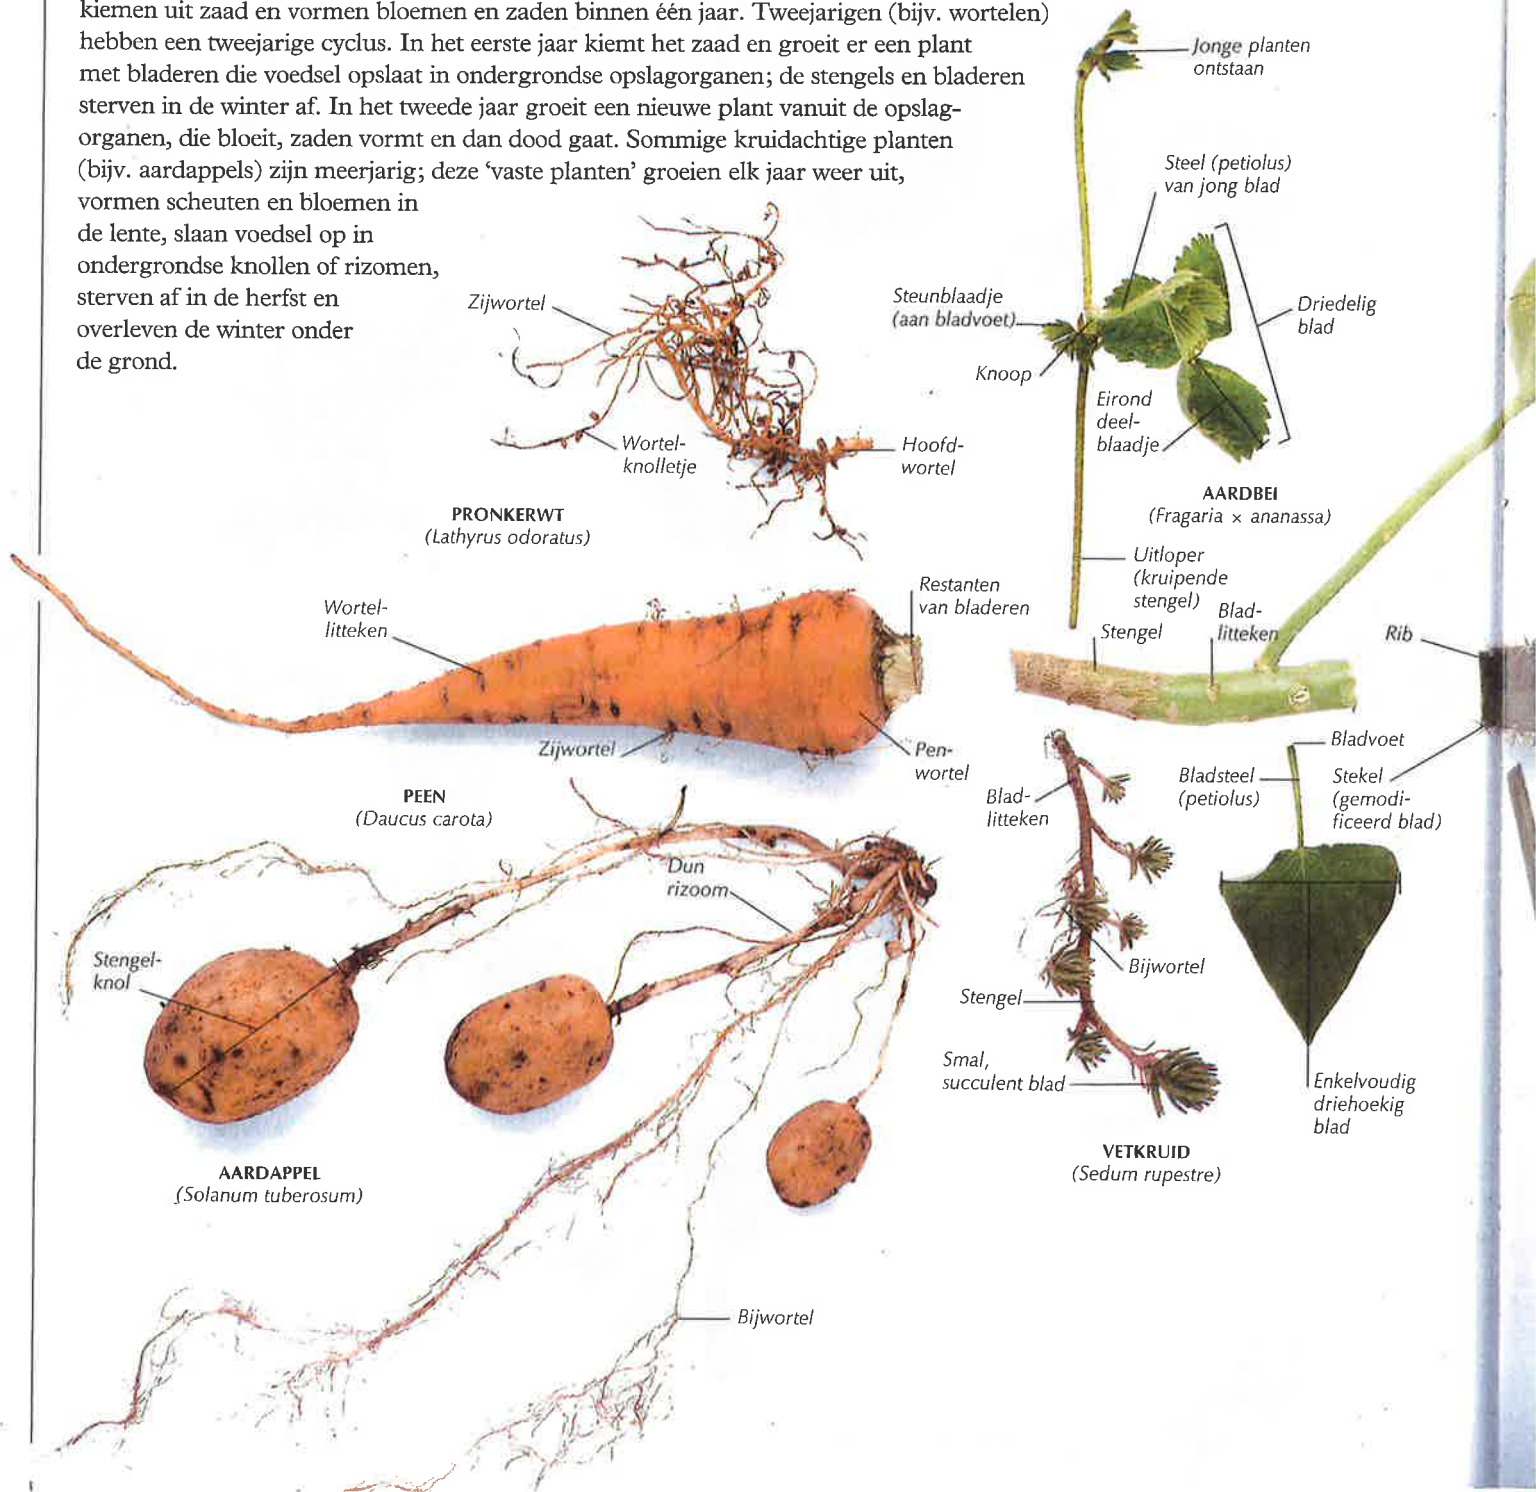 kiemen uit zaad en vormen bloemen en zaden binnen één jaar. Tweejarigen (bijv. wortelen)
hebben een tweejarige cyclus. In het eerste jaar kiemt het zaad en groeit er een plant
met bladeren die voedsel opslaat in ondergrondse opslagorganen; de stengels en bladeren
sterven in de winter af. In het tweede jaar groeit een nieuwe plant vanuit de opslag-
organen, die bloeit, zaden vormt en dan dood gaat. Sommige kruidachtige planten
(bijv. aardappels) zijn meerjarig; deze ‘vaste planten’ groeien elk jaar weer uit,
vormen scheuten en bloemen in
de lente, slaan voedsel op in
ondergrondse knollen of rizomen,
sterven af in de herfst en
overleven de winter onder
de grond.
Zijwortel
Wortel-
knolletje
Hoofd-
wortel
PRONKERWT
(Lathyrus odoratus)
Jonge planten
ontstaan
Steel (petiolus)
van jong blad
Steunblaadje
(aan bladvoet)
Knoop
Driedelig
blad
Eirond
deel-
blaadje
AARDBEI
(Fragaria × ananassa)
Uitloper
(kruipende
stengel)
Wortel-
litteken
Restanten
van bladeren
Zijwortel
Pen-
wortel
PEEN
(Daucus carota)
Stengel
Blad-
litteken
Rib
Stekel
(gemodi-
ficeerd blad)
Bladvoet
Bladsteel
(petiolus)
Enkelvoudig
driehoekig
blad
Blad-
litteken
Bijwortel
Stengel
Smal,
succulent blad
VETKRUID
(Sedum rupestre)
Dun
rizoom
Stengel-
knol
AARDAPPEL
(Solanum tuberosum)
Bijwortel